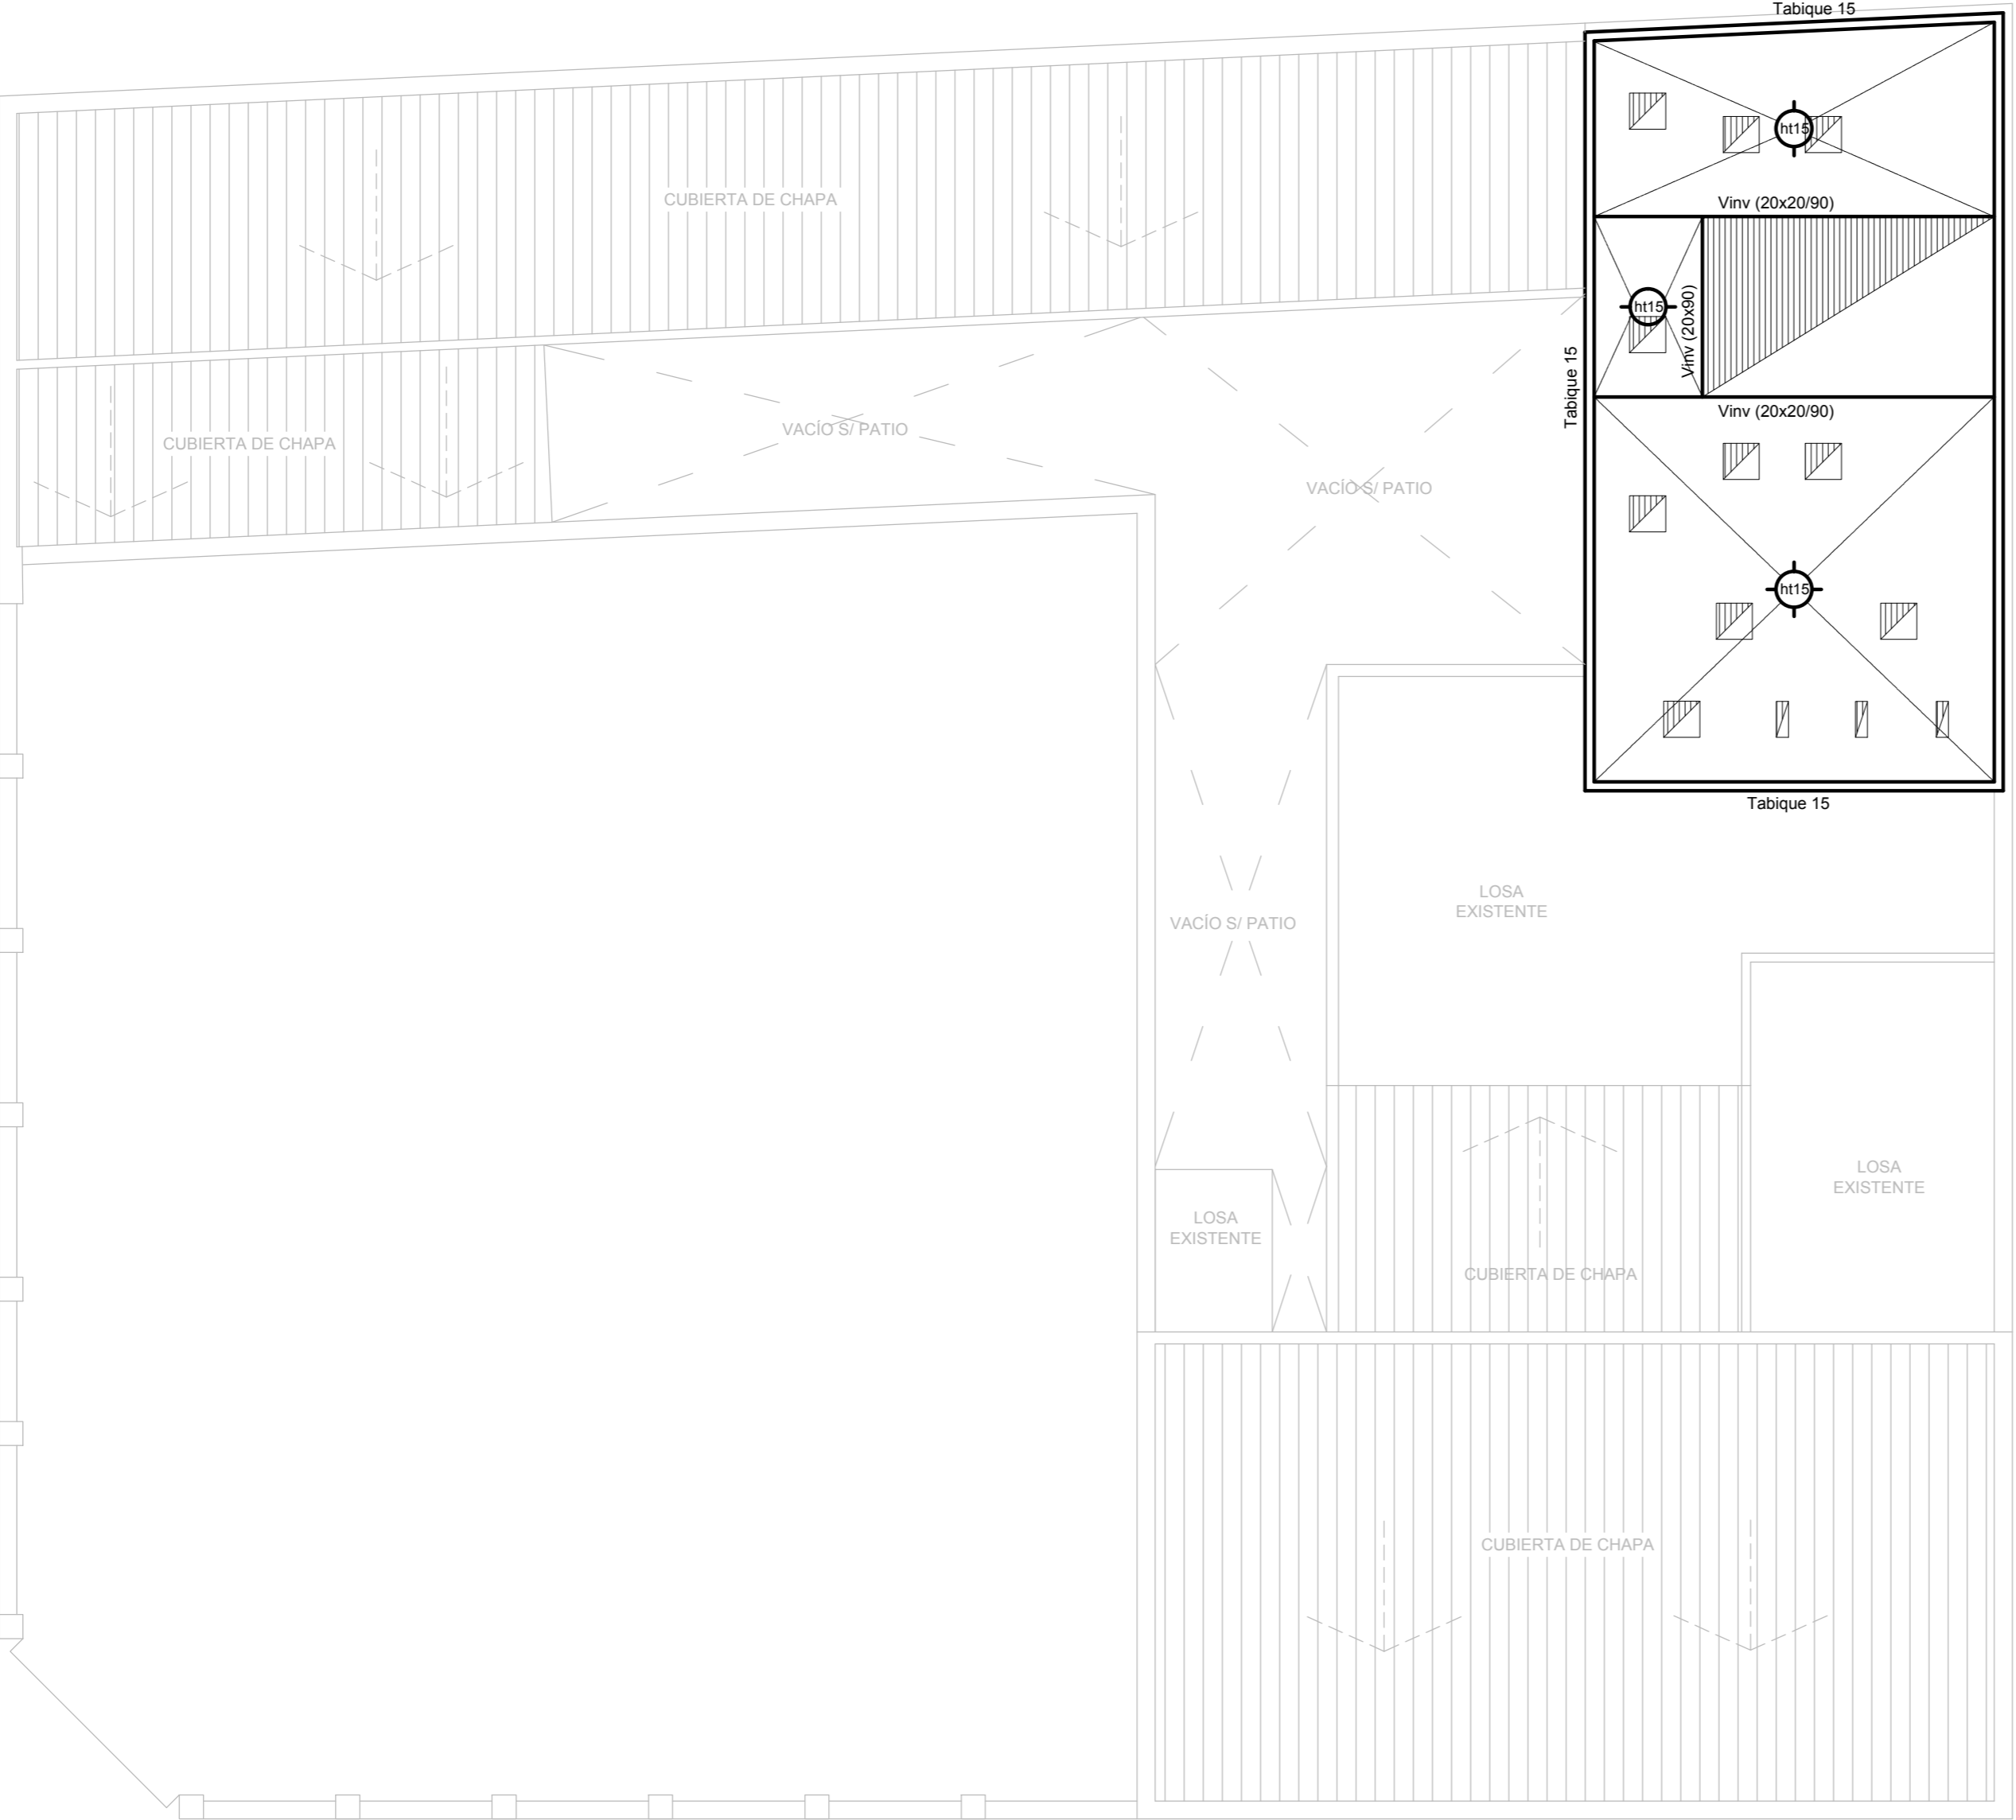 Tabique 15
ht15
CUBIERTA DE CHAPA
Vinv (20x20/90)
ht15
Vinv (20x90)
Tabique 15
Vinv (20x20/90)
VACÍO S/ PATIO
CUBIERTA DE CHAPA
VACÍO S/ PATIO
ht15
Tabique 15
LOSA
EXISTENTE
VACÍO S/ PATIO
LOSA
EXISTENTE
LOSA
EXISTENTE
CUBIERTA DE CHAPA
CUBIERTA DE CHAPA